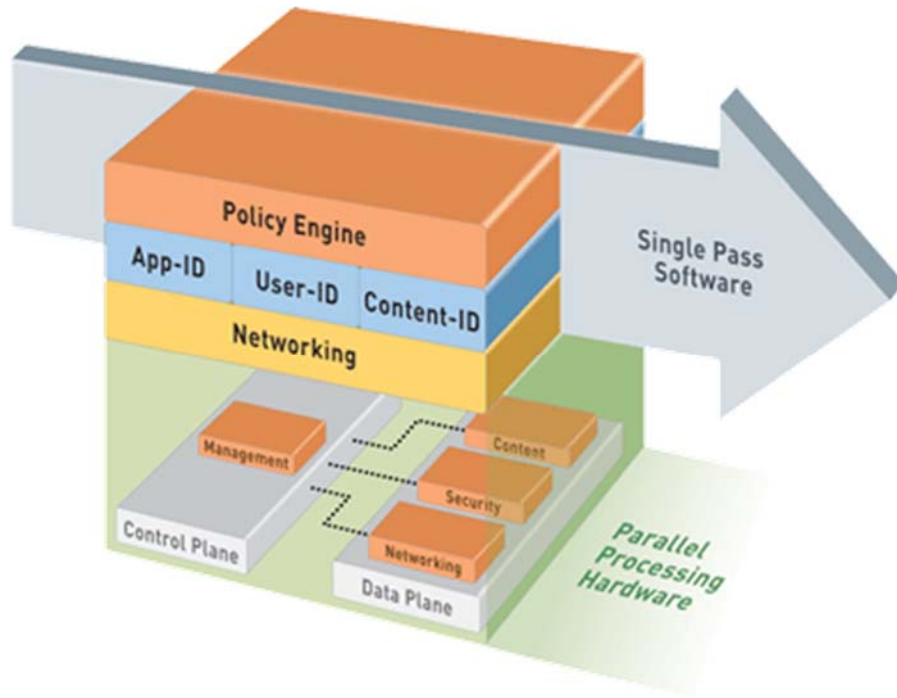 Policy Engine
App-ID
User-ID
Content-ID
Networking
Single Pass
Software
Management
Content
Security
Networking
Control Plane
Data Plane
Parallel
Processing
Hardware